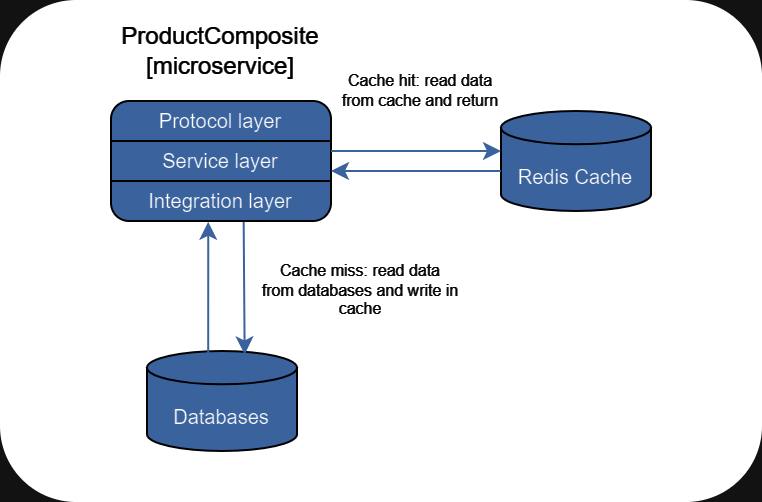 ProductComposite
[microservice]
Cache hit: read data
from cache and return
Protocol layer
Service layer
Integration layer
Redis Cache
Cache miss: read data
from databases and write in
cache
Databases